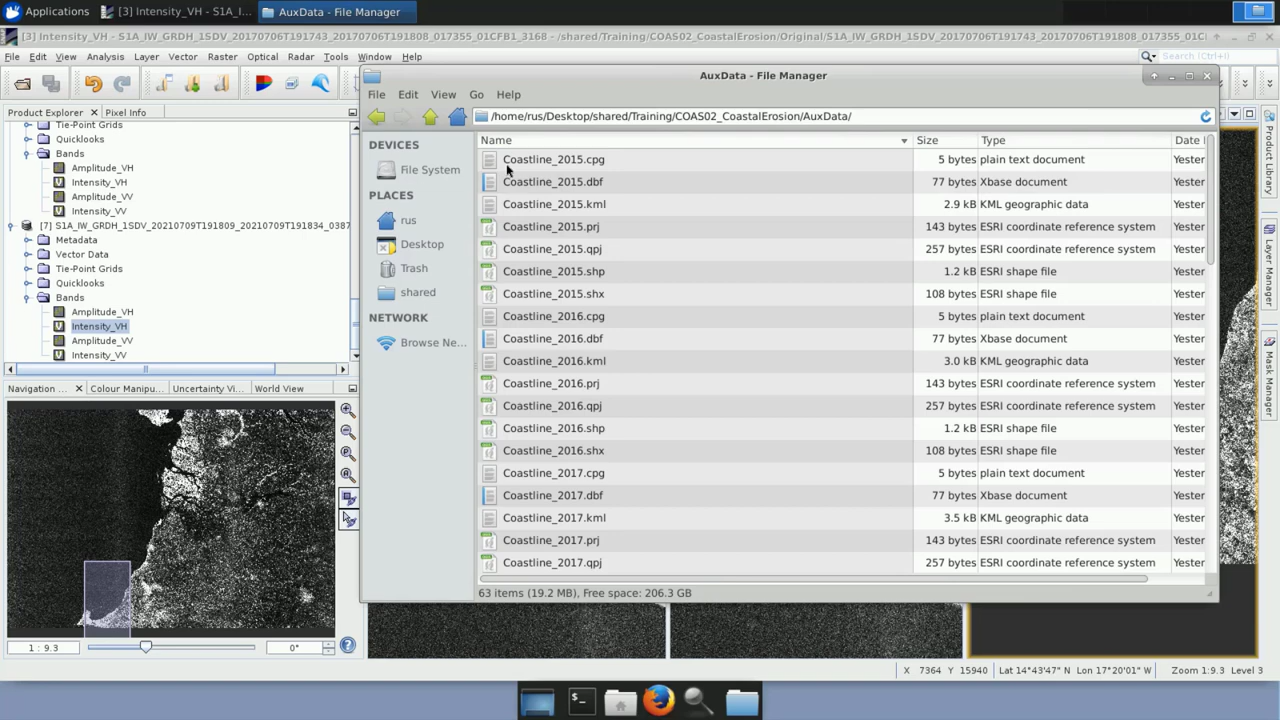 Applications
[3] Intensity_VH - S1A_I...
AuxData - File Manager
[3] Intensity_VH - S1A_IW_GRDH_1SDV_20170706T191743_20170706T191808_017355_01CFB1_3168 - /shared/Training/COAS02_CoastalErosion/Original/S1A_IW_GRDH_1SDV_20170706T191743_20170706T191808_017355_01CFB1
File Edit View Analysis Layer Vector Raster Optical Radar Tools Window Help
Search (Ctrl+I)
AuxData - File Manager
File Edit View Go Help
/home/rus/Desktop/shared/Training/COAS02_CoastalErosion/AuxData/
Product Explorer Pixel Info
Tie-Point Grids
Quicklooks
Bands
Amplitude_VH
Intensity_VH
Amplitude_VV
Intensity_VV
[7] S1A_IW_GRDH_1SDV_20210709T191809_20210709T191834_0387
Metadata
Vector Data
Tie-Point Grids
Quicklooks
Bands
Amplitude_VH
Intensity_VH
Amplitude_VV
Intensity_VV
Navigation ... Colour Manipu... Uncertainty Vi... World View
1 : 9.3
0°
DEVICES
File System
PLACES
rus
Desktop
Trash
shared
NETWORK
Browse Ne...
Name Size Type Date
Coastline_2015.cpg 5 bytes plain text document Yester
Coastline_2015.dbf 77 bytes Xbase document Yester
Coastline_2015.kml 2.9 kB KML geographic data Yester
Coastline_2015.prj 143 bytes ESRI coordinate reference system Yester
Coastline_2015.qpj 257 bytes ESRI coordinate reference system Yester
Coastline_2015.shp 1.2 kB ESRI shape file Yester
Coastline_2015.shx 108 bytes ESRI shape file Yester
Coastline_2016.cpg 5 bytes plain text document Yester
Coastline_2016.dbf 77 bytes Xbase document Yester
Coastline_2016.kml 3.0 kB KML geographic data Yester
Coastline_2016.prj 143 bytes ESRI coordinate reference system Yester
Coastline_2016.qpj 257 bytes ESRI coordinate reference system Yester
Coastline_2016.shp 1.2 kB ESRI shape file Yester
Coastline_2016.shx 108 bytes ESRI shape file Yester
Coastline_2017.cpg 5 bytes plain text document Yester
Coastline_2017.dbf 77 bytes Xbase document Yester
Coastline_2017.kml 3.5 kB KML geographic data Yester
Coastline_2017.prj 143 bytes ESRI coordinate reference system Yester
Coastline_2017.qpj 257 bytes ESRI coordinate reference system Yester
63 items (19.2 MB), Free space: 206.3 GB
Product Library
Layer Manager
Mask Manager
X 7364 Y 15940 Lat 14°43'47" N Lon 17°20'01" W Zoom 1:9.3 Level 3